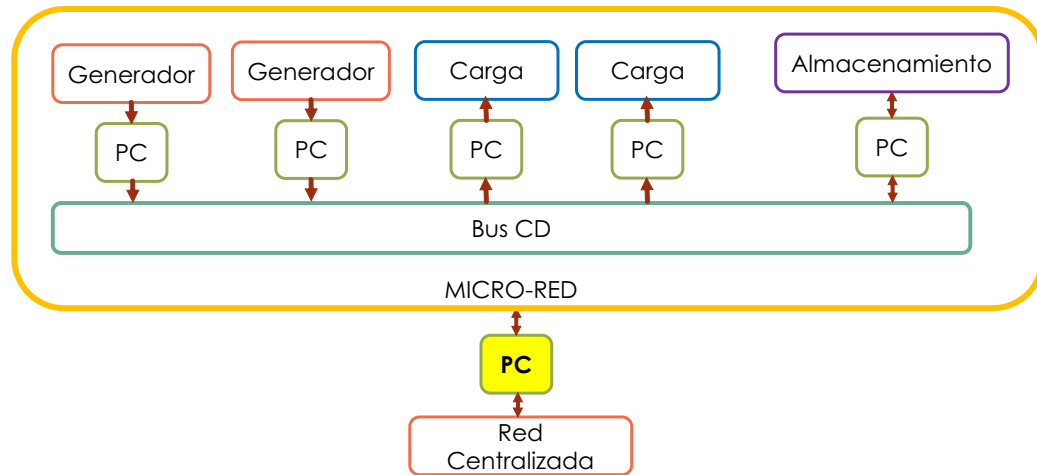 Generador
Generador
Carga
Carga
Almacenamiento
PC
PC
PC
PC
PC
Bus CD
MICRO-RED
PC
Red
Centralizada